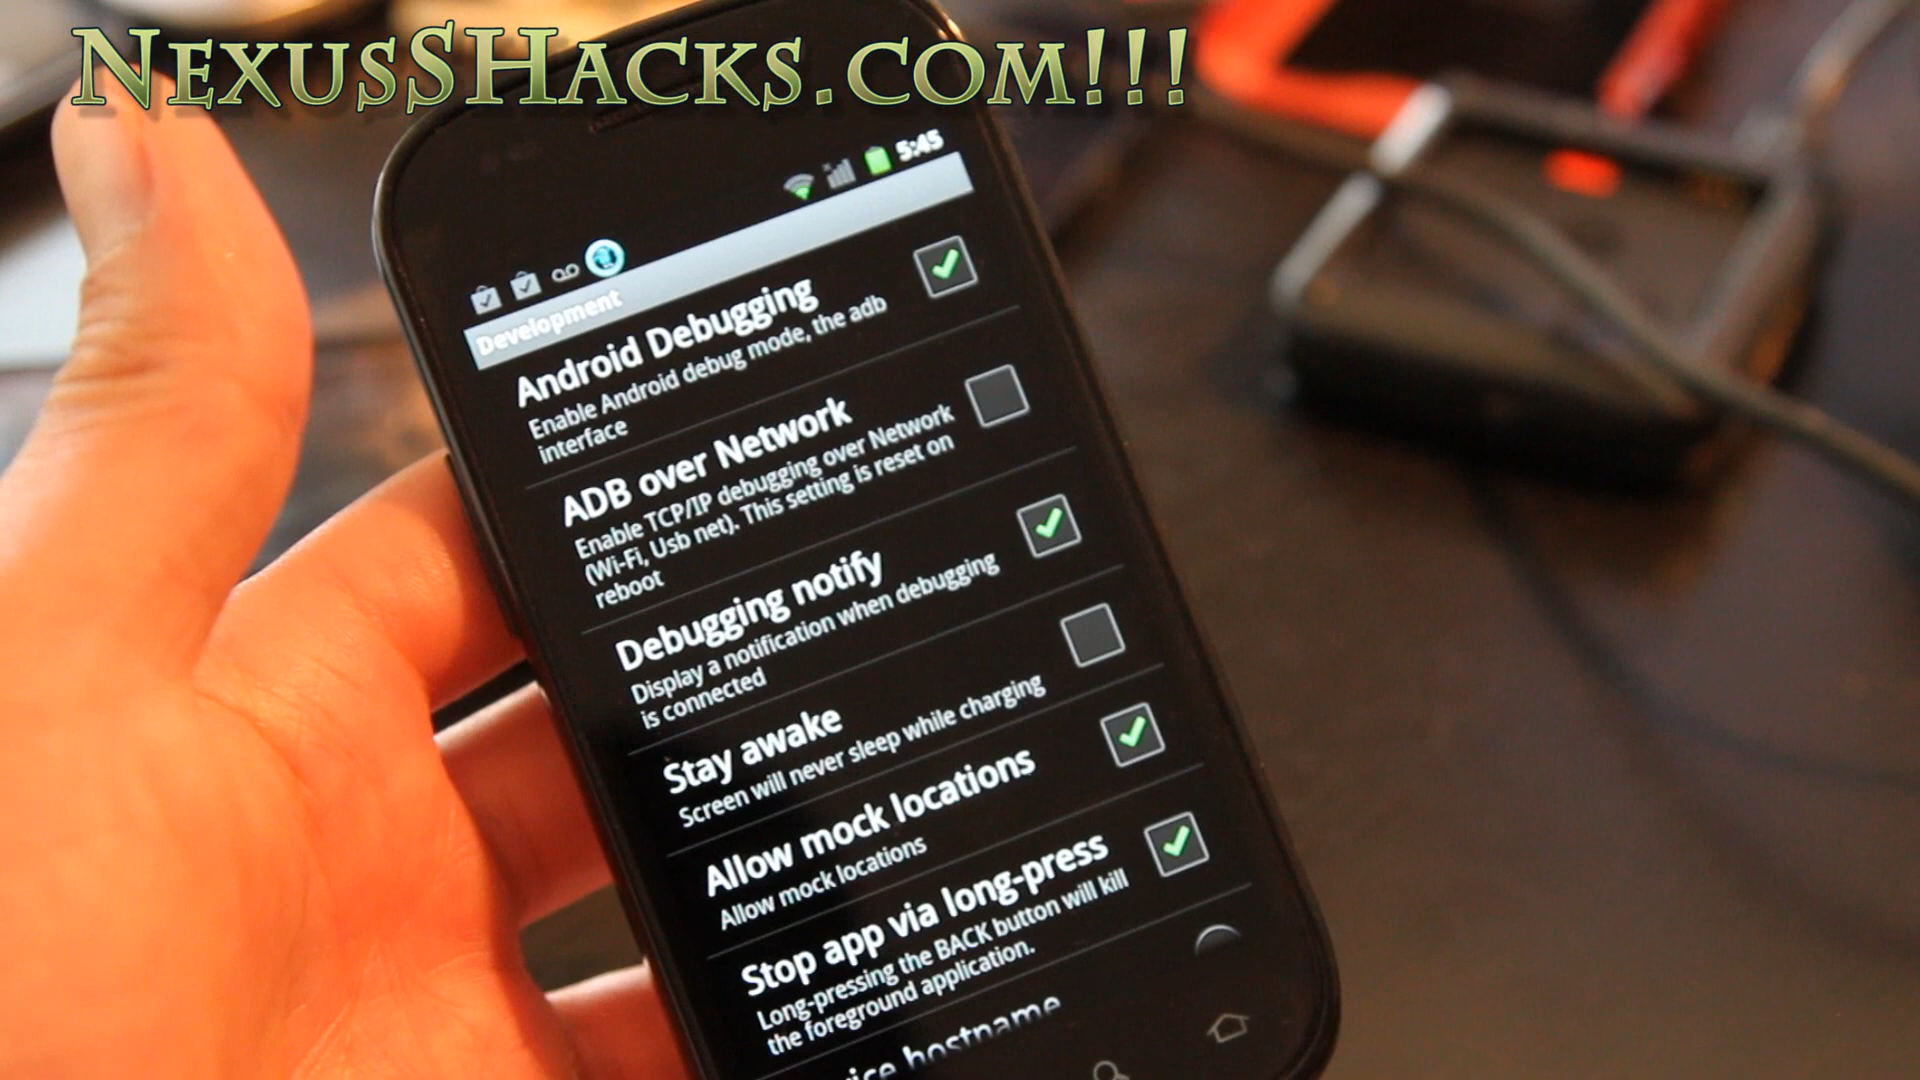 NexusSHacks.com!!!
5:45
Development
Android Debugging
Enable Android debug mode, the adb
interface
ADB over Network
Enable TCP/IP debugging over Network
(Wi-Fi, Usb net). This setting is reset on
reboot
Debugging notify
Display a notification when debugging
is connected
Stay awake
Screen will never sleep while charging
Allow mock locations
Allow mock locations
Stop app via long-press
Long-pressing the BACK button will kill
the foreground application.
hostname